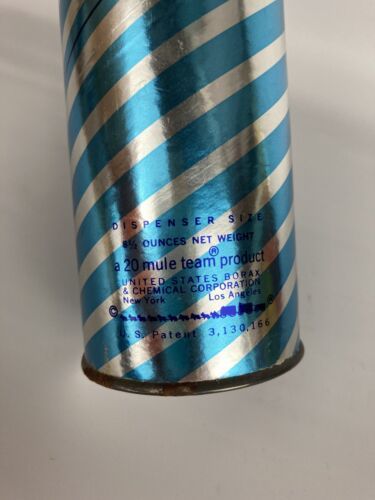 DISPENSER SIZE
8½ OUNCES NET WEIGHT
a 20 mule team® product
UNITED STATES BORAX
& CHEMICAL CORPORATION
New York Los Angeles
© ®
U.S. Patent 3,130,166